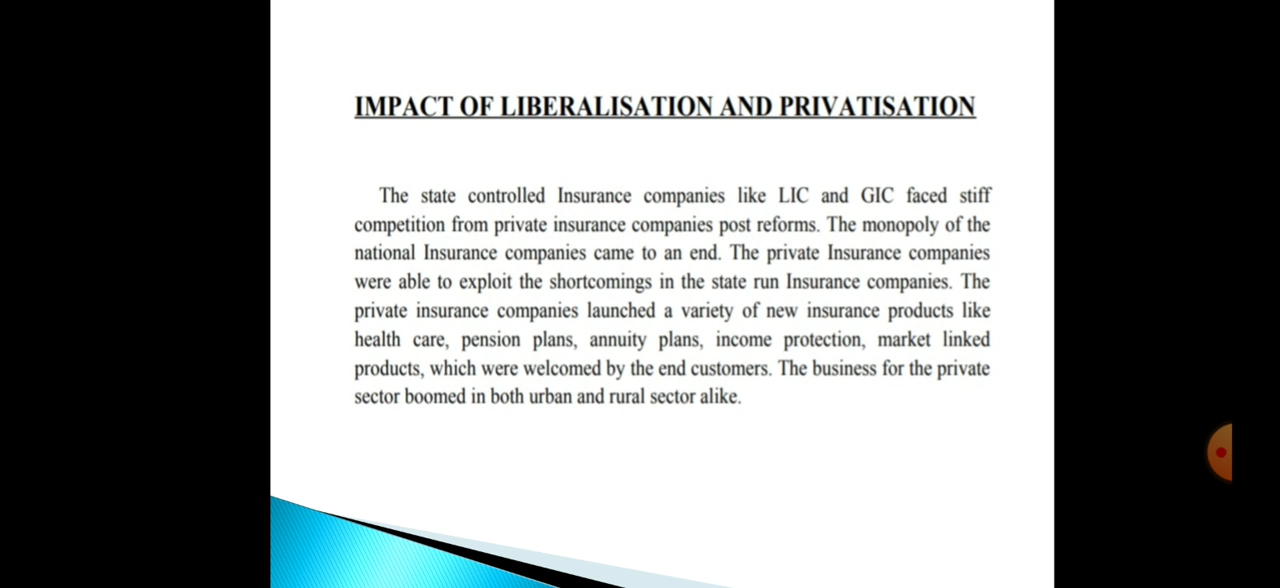 IMPACT OF LIBERALISATION AND PRIVATISATION
The state controlled Insurance companies like LIC and GIC faced stiff
competition from private insurance companies post reforms. The monopoly of the
national Insurance companies came to an end. The private Insurance companies
were able to exploit the shortcomings in the state run Insurance companies. The
private insurance companies launched a variety of new insurance products like
health care, pension plans, annuity plans, income protection, market linked
products, which were welcomed by the end customers. The business for the private
sector boomed in both urban and rural sector alike.